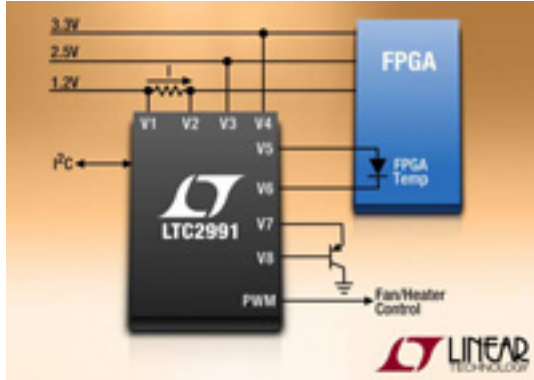 3.3V
2.5V
1.2V
I
FPGA
V1 V2 V3 V4
V5
I²C
FPGA
Temp
V6
LTC2991
V7
V8
PWM
Fan/Heater
Control
LINEAR
TECHNOLOGY